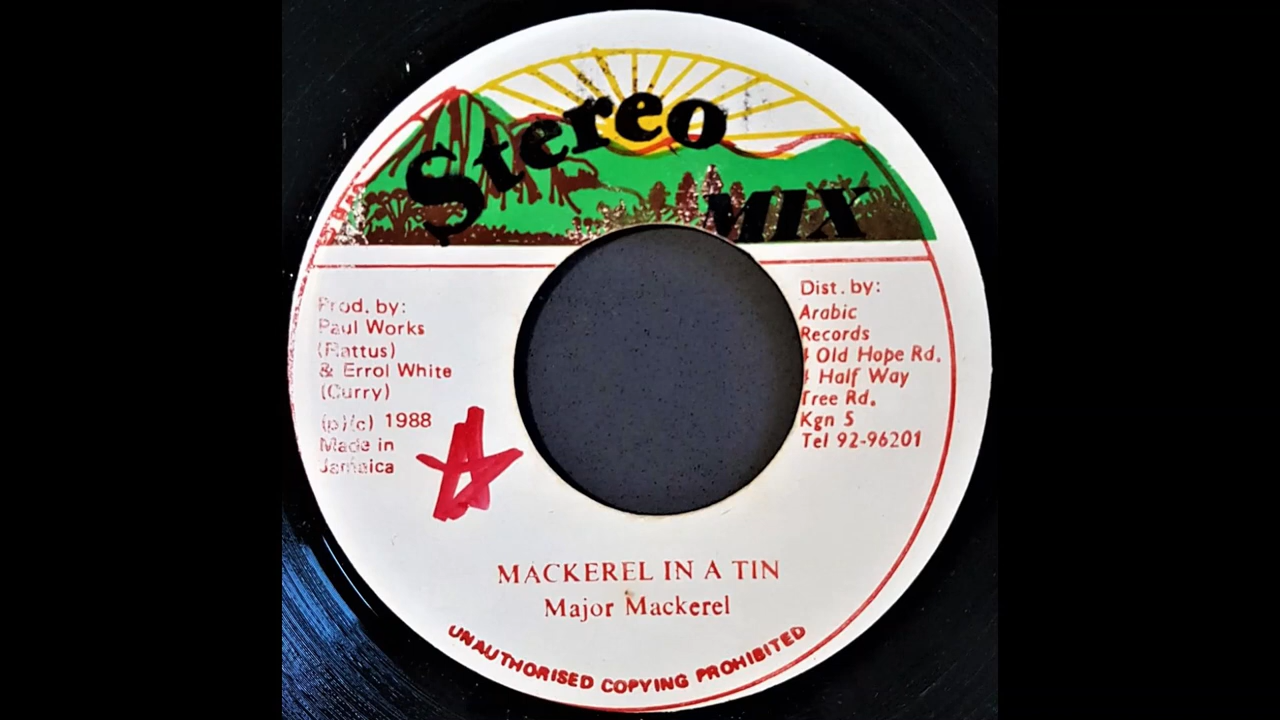 Stereo
MIX
Prod. by:
Paul Works
(Rattus)
& Errol White
(Curry)
(p)(c) 1988
Made in
Jamaica
Dist. by:
Arabic
Records
4 Old Hope Rd.
4 Half Way
Tree Rd.
Kgn 5
Tel 92-96201
MACKEREL IN A TIN
Major Mackerel
UNAUTHORISED COPYING PROHIBITED